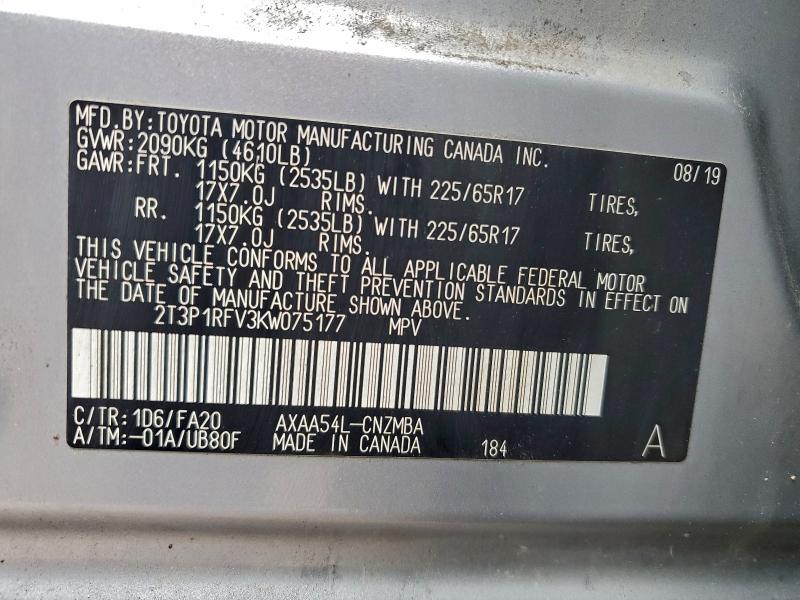 MFD.BY:TOYOTA MOTOR MANUFACTURING CANADA INC.
GVWR:2090KG (4610LB) 08/19
GAWR:FRT. 1150KG (2535LB) WITH 225/65R17 TIRES,
17X7.0J RIMS.
RR. 1150KG (2535LB) WITH 225/65R17 TIRES,
17X7.0J RIMS.
THIS VEHICLE CONFORMS TO ALL APPLICABLE FEDERAL MOTOR
VEHICLE SAFETY AND THEFT PREVENTION STANDARDS IN EFFECT ON
THE DATE OF MANUFACTURE SHOWN ABOVE.
2T3P1RFV3KW075177 MPV
C/TR:1D6/FA20 AXAA54L-CNZMBA
A/TM:-01A/UB80F MADE IN CANADA 184 A